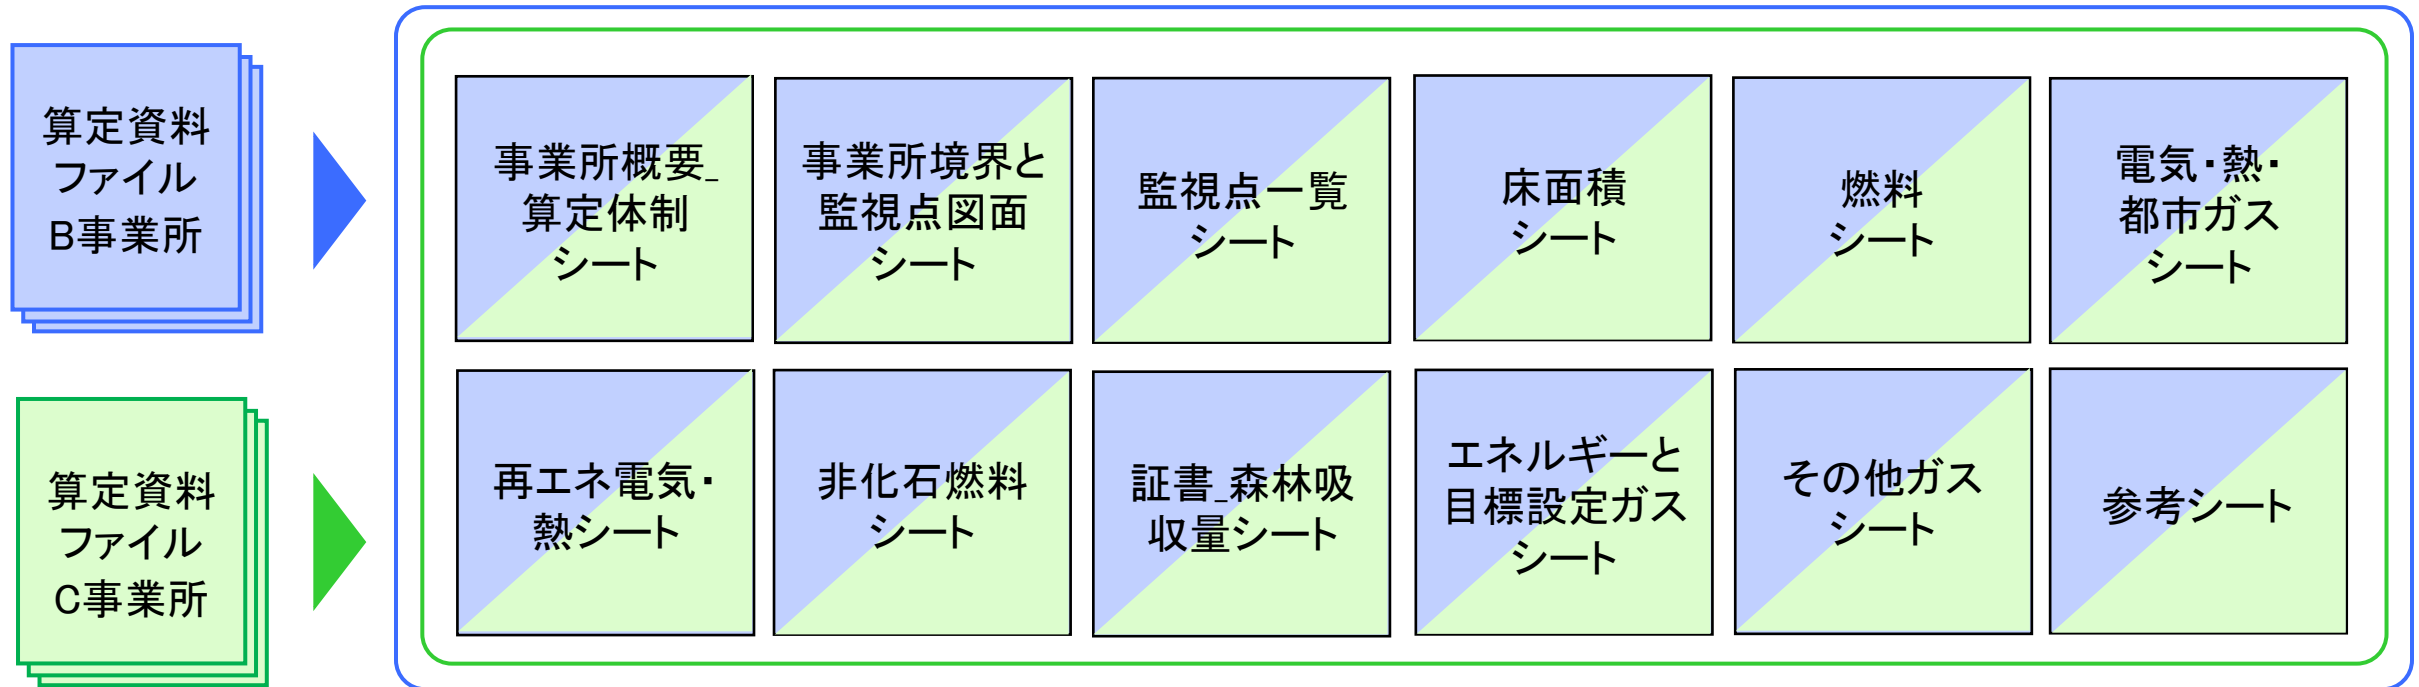 算定資料
ファイル
B事業所
事業所概要_
算定体制
シート
事業所境界と
監視点図面
シート
監視点一覧
シート
床面積
シート
燃料
シート
電気・熱・
都市ガス
シート
算定資料
ファイル
C事業所
再エネ電気・
熱シート
非化石燃料
シート
証書_森林吸
収量シート
エネルギーと
目標設定ガス
シート
その他ガス
シート
参考シート